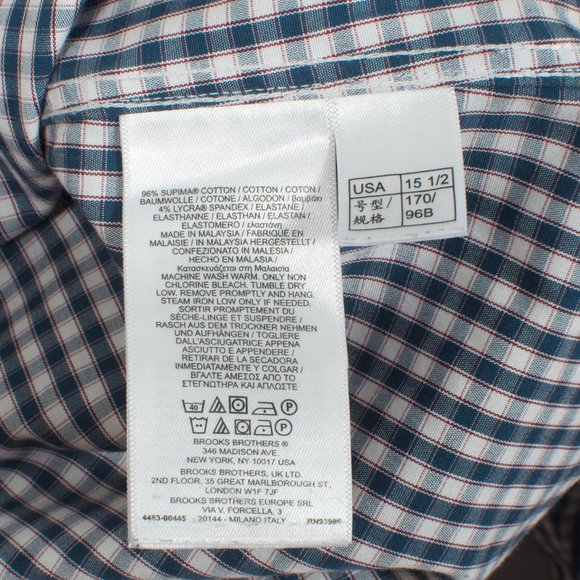 96% SUPIMA® COTTON / COTTON / COTON /
BAUMWOLLE / COTONE / ALGODON / βαμβάκι
4% LYCRA® SPANDEX / ELASTANE /
ELASTHANNE / ELASTHAN / ELASTAN /
ELASTOMERO / ελαστάνη
MADE IN MALAYSIA / FABRIQUÉ EN
MALAISIE / IN MALAYSIA HERGESTELLT /
CONFEZIONATO IN MALESIA /
HECHO EN MALASIA /
Κατασκευάζεται στη Μαλαισία
MACHINE WASH WARM. ONLY NON
CHLORINE BLEACH. TUMBLE DRY
LOW. REMOVE PROMPTLY AND HANG.
STEAM IRON LOW ONLY IF NEEDED.
SORTIR PROMPTEMENT DU
SÈCHE-LINGE ET SUSPENDRE /
RASCH AUS DEM TROCKNER NEHMEN
UND AUFHÄNGEN / TOGLIERE
DALL'ASCIUGATRICE APPENA
ASCIUTTO E APPENDERE /
RETIRAR DE LA SECADORA
INMEDIATAMENTE Y COLGAR /
ΒΓΑΛΤΕ ΑΜΕΣΩΣ ΑΠΟ ΤΟ
ΣΤΕΓΝΩΤΗΡΙΟ ΚΑΙ ΑΠΛΩΣΤΕ
40 P
P
BROOKS BROTHERS ®
346 MADISON AVE.
NEW YORK, NY 10017 USA
BROOKS BROTHERS, UK LTD
2ND FLOOR, 35 GREAT MARLBOROUGH ST.,
LONDON W1F 7JF
BROOKS BROTHERS EUROPE SRL
VIA V. FORCELLA, 3
4483-00445 20144 - MILANO ITALY
USA 15 1/2
号型/ 170/
规格 96B